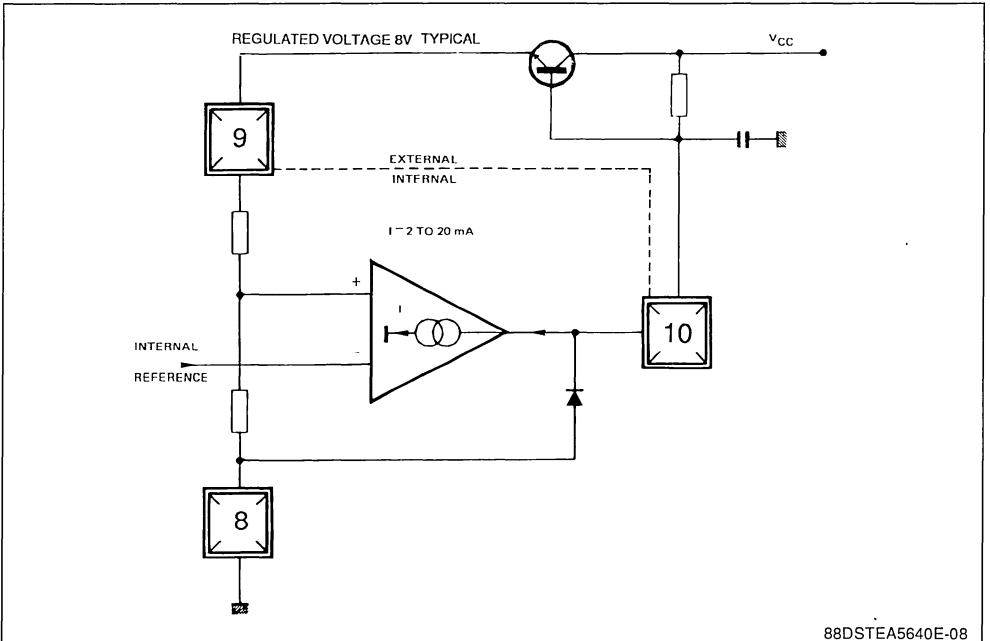 REGULATED VOLTAGE 8V TYPICAL
VCC
9
EXTERNAL
INTERNAL
I = 2 TO 20 mA
+
I
10
-
INTERNAL
REFERENCE
8
88DSTEA5640E-08